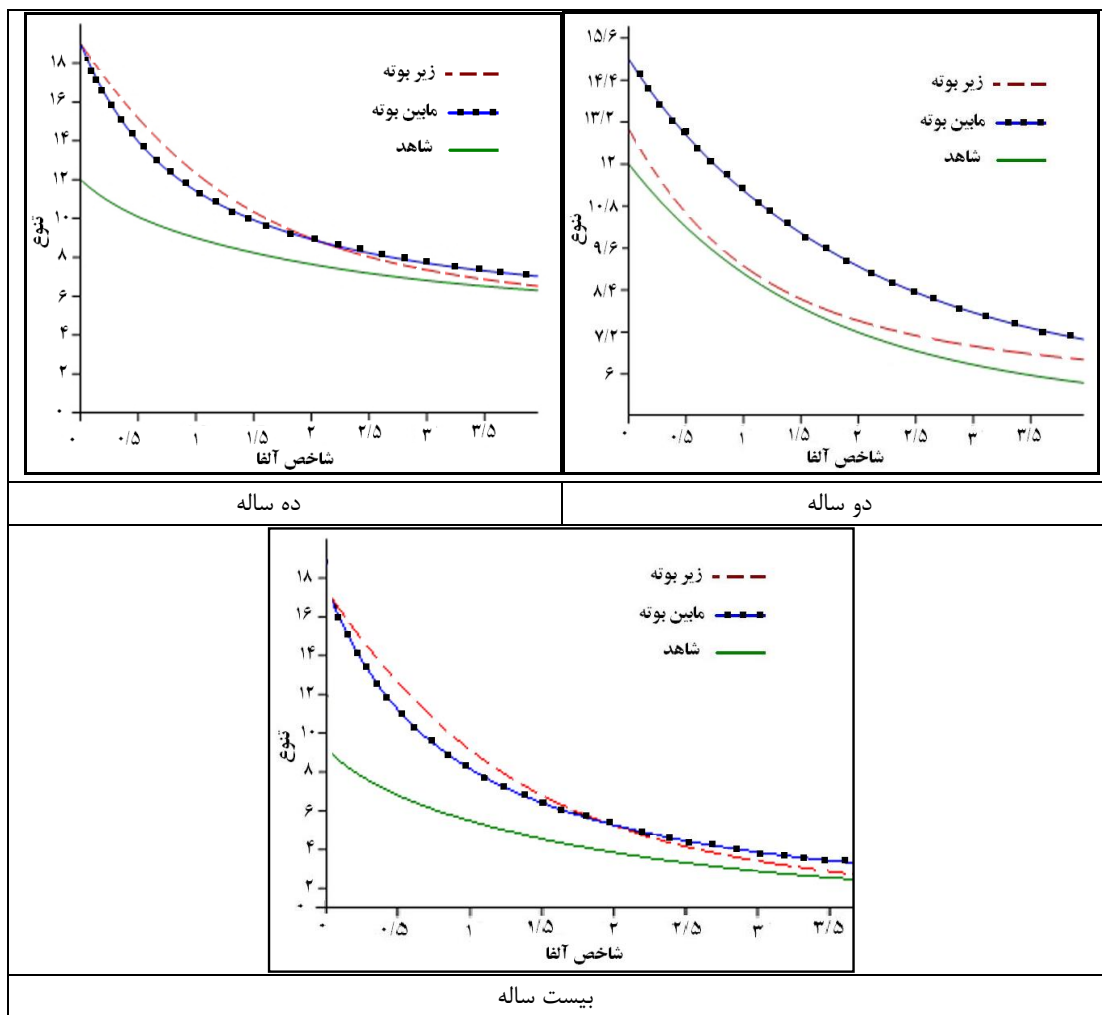 ۱۵/۶
۱۴/۴
۱۳/۲
۱۲
۱۰/۸
۹/۶
۸/۴
۷/۲
۶
تنوع
زیر بوته
مابین بوته
شاهد
۰ ۰/۵ ۱ ۱/۵ ۲ ۲/۵ ۳ ۳/۵
شاخص آلفا
دو ساله
۱۸
۱۶
۱۴
۱۲
۱۰
۸
۶
۴
۲
۰
تنوع
زیر بوته
مابین بوته
شاهد
۰ ۰/۵ ۱ ۱/۵ ۲ ۲/۵ ۳ ۳/۵
شاخص آلفا
ده ساله
۱۸
۱۶
۱۴
۱۲
۱۰
۸
۶
۴
۲
۰
تنوع
زیر بوته
مابین بوته
شاهد
۰ ۰/۵ ۱ ۱/۵ ۲ ۲/۵ ۳ ۳/۵
شاخص آلفا
بیست ساله